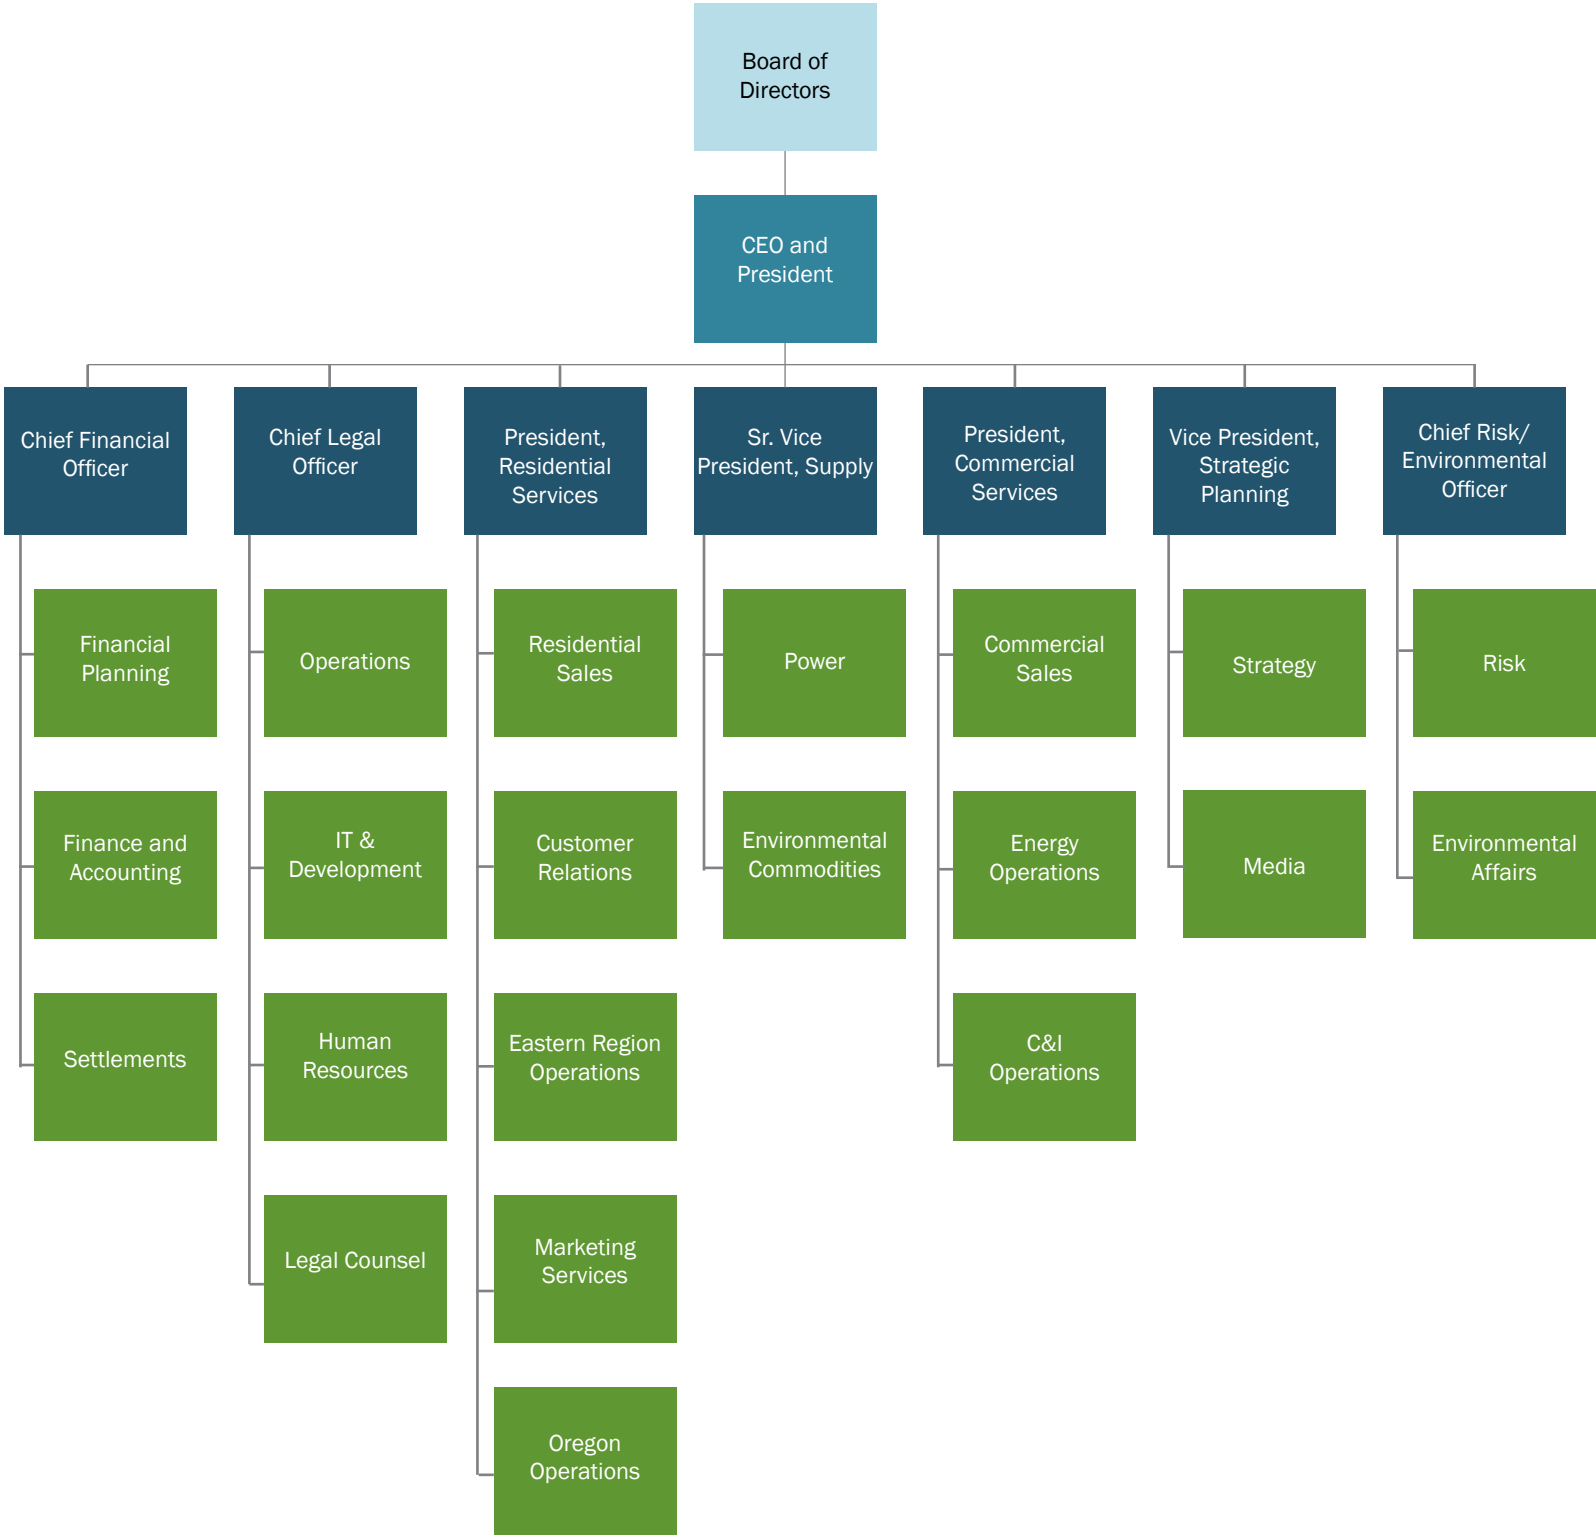 Board of
Directors
CEO and
President
Chief Financial
Officer
Chief Legal
Officer
President,
Residential
Services
Sr. Vice
President, Supply
President,
Commercial
Services
Vice President,
Strategic
Planning
Chief Risk/
Environmental
Officer
Financial
Planning
Operations
Residential
Sales
Power
Commercial
Sales
Strategy
Risk
Finance and
Accounting
IT &
Development
Customer
Relations
Environmental
Commodities
Energy
Operations
Media
Environmental
Affairs
Settlements
Human
Resources
Eastern Region
Operations
C&I
Operations
Legal Counsel
Marketing
Services
Oregon
Operations